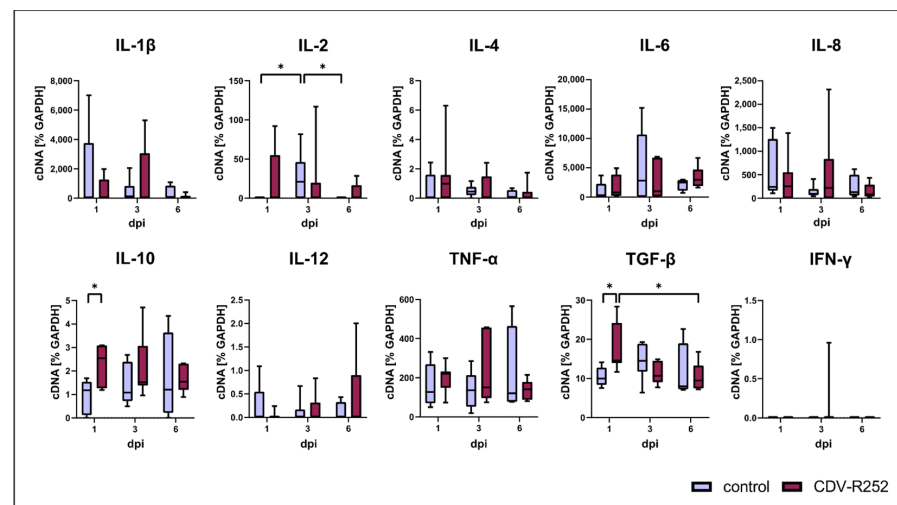 IL-1β
cDNA [% GAPDH]
8,000
6,000
4,000
2,000
0
1 3 6
dpi
IL-2
cDNA [% GAPDH]
150
100
50
0
* *
1 3 6
dpi
IL-4
cDNA [% GAPDH]
8
6
4
2
0
1 3 6
dpi
IL-6
cDNA [% GAPDH]
20,000
15,000
10,000
5,000
0
1 3 6
dpi
IL-8
cDNA [% GAPDH]
2,500
2,000
1,500
1,000
500
0
1 3 6
dpi
IL-10
cDNA [% GAPDH]
5
4
3
2
1
0
*
1 3 6
dpi
IL-12
cDNA [% GAPDH]
2.5
2.0
1.5
1.0
0.5
0.0
1 3 6
dpi
TNF-α
cDNA [% GAPDH]
600
400
200
0
1 3 6
dpi
TGF-β
cDNA [% GAPDH]
30
20
10
0
* *
1 3 6
dpi
IFN-γ
cDNA [% GAPDH]
1.5
1.0
0.5
0.0
1 3 6
dpi
control CDV-R252